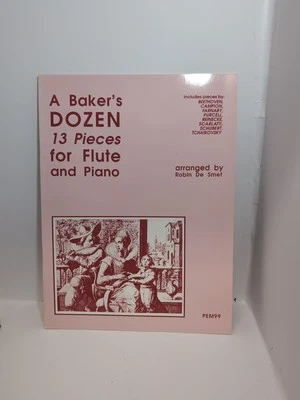 A Baker's
DOZEN
13 Pieces
for Flute
and Piano
Includes pieces by:
BEETHOVEN,
CAMPION,
FARNABY
PURCELL,
REINECKE
SCARLATTI,
SCHUBERT,
TCHAIKOVSKY
arranged by
Robin De Smet
PEM99